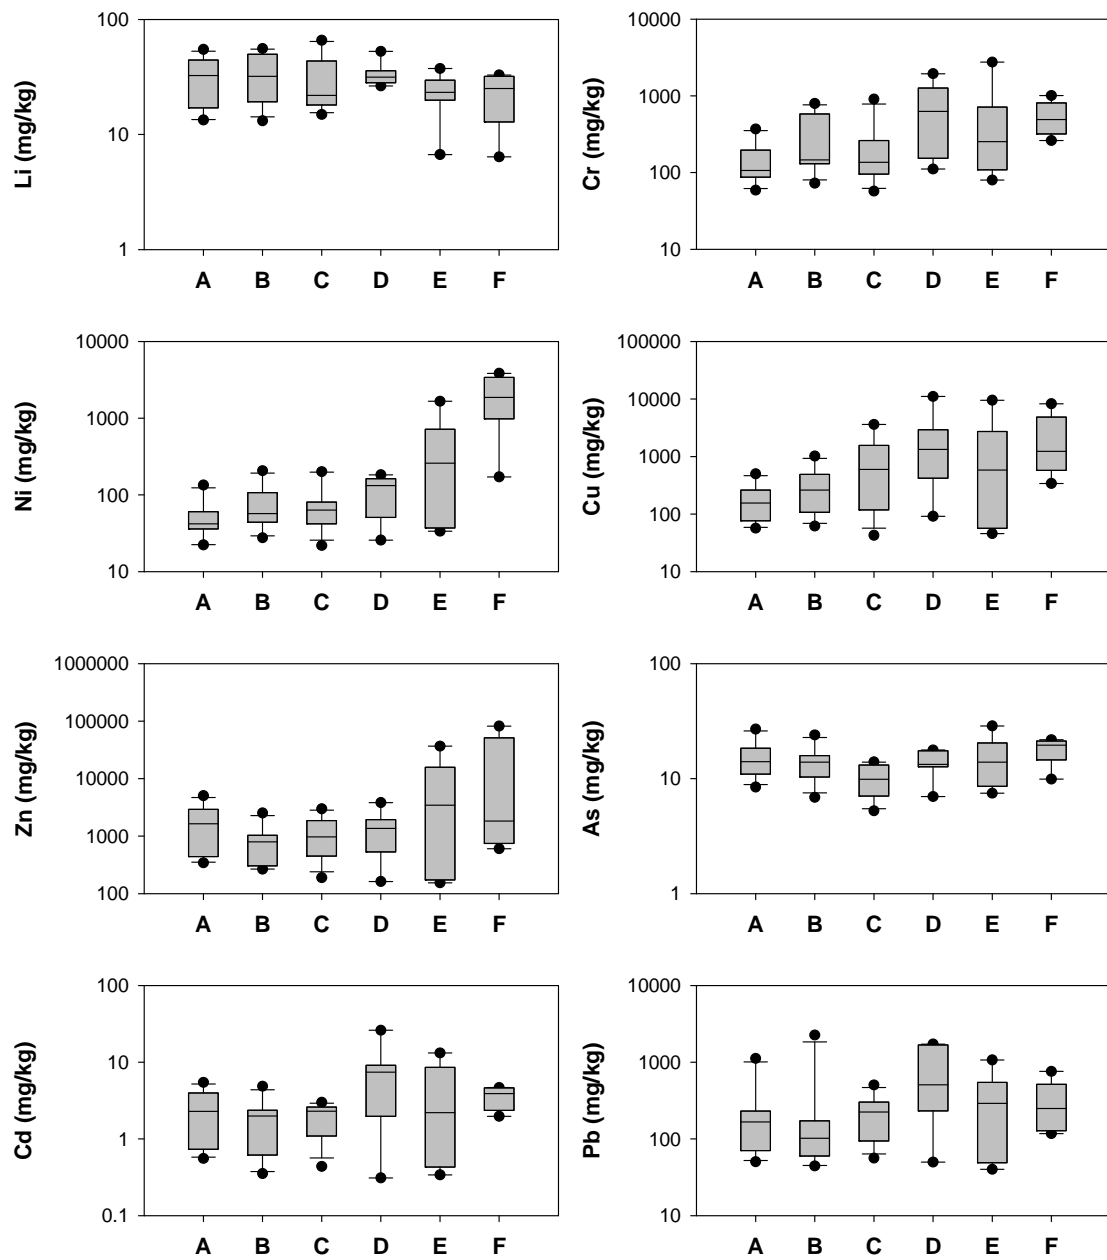 Li (mg/kg)
100
10
1
A B C D E F
Cr (mg/kg)
10000
1000
100
10
A B C D E F
Ni (mg/kg)
10000
1000
100
10
A B C D E F
Cu (mg/kg)
100000
10000
1000
100
10
A B C D E F
Zn (mg/kg)
1000000
100000
10000
1000
100
A B C D E F
As (mg/kg)
100
10
1
A B C D E F
Cd (mg/kg)
100
10
1
0.1
A B C D E F
Pb (mg/kg)
10000
1000
100
10
A B C D E F